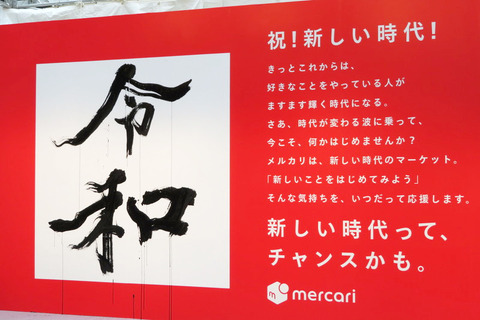 令和
祝！新しい時代！
きっとこれからは、
好きなことをやっている人が
ますます輝く時代になる。
さあ、時代が変わる波に乗って、
今こそ、何かはじめませんか？
メルカリは、新しい時代のマーケット。
「新しいことをはじめてみよう」
そんな気持ちを、いつだって応援します。
新しい時代って、
チャンスかも。
mercari